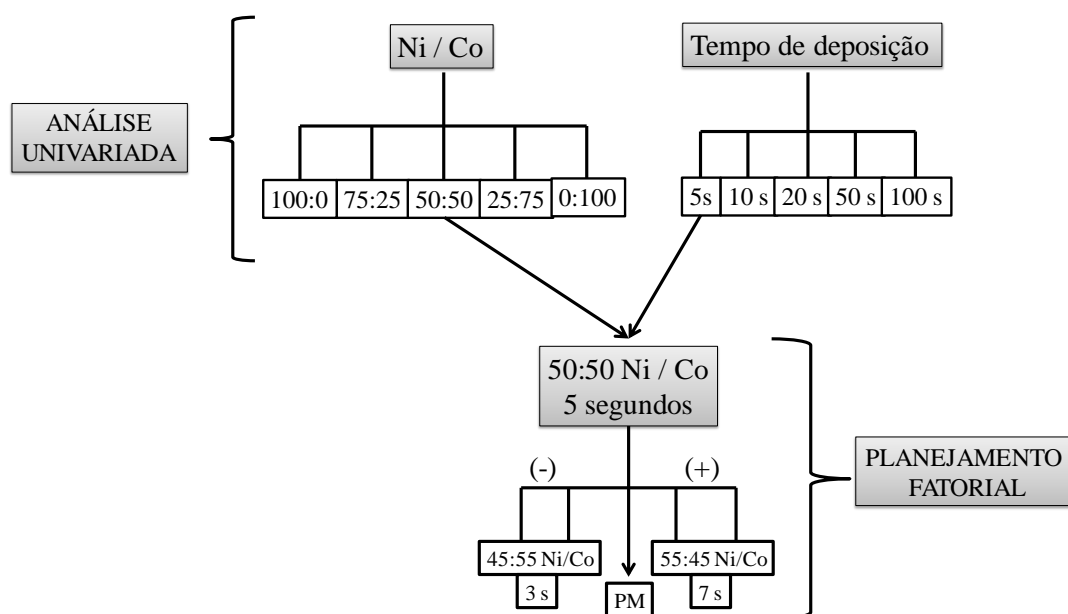 Ni / Co
Tempo de deposição
ANÁLISE
UNIVARIADA
100:0 75:25 50:50 25:75 0:100
5s 10 s 20 s 50 s 100 s
50:50 Ni / Co
5 segundos
(-) (+)
PLANEJAMENTO
FATORIAL
45:55 Ni/Co 55:45 Ni/Co
3 s PM 7 s